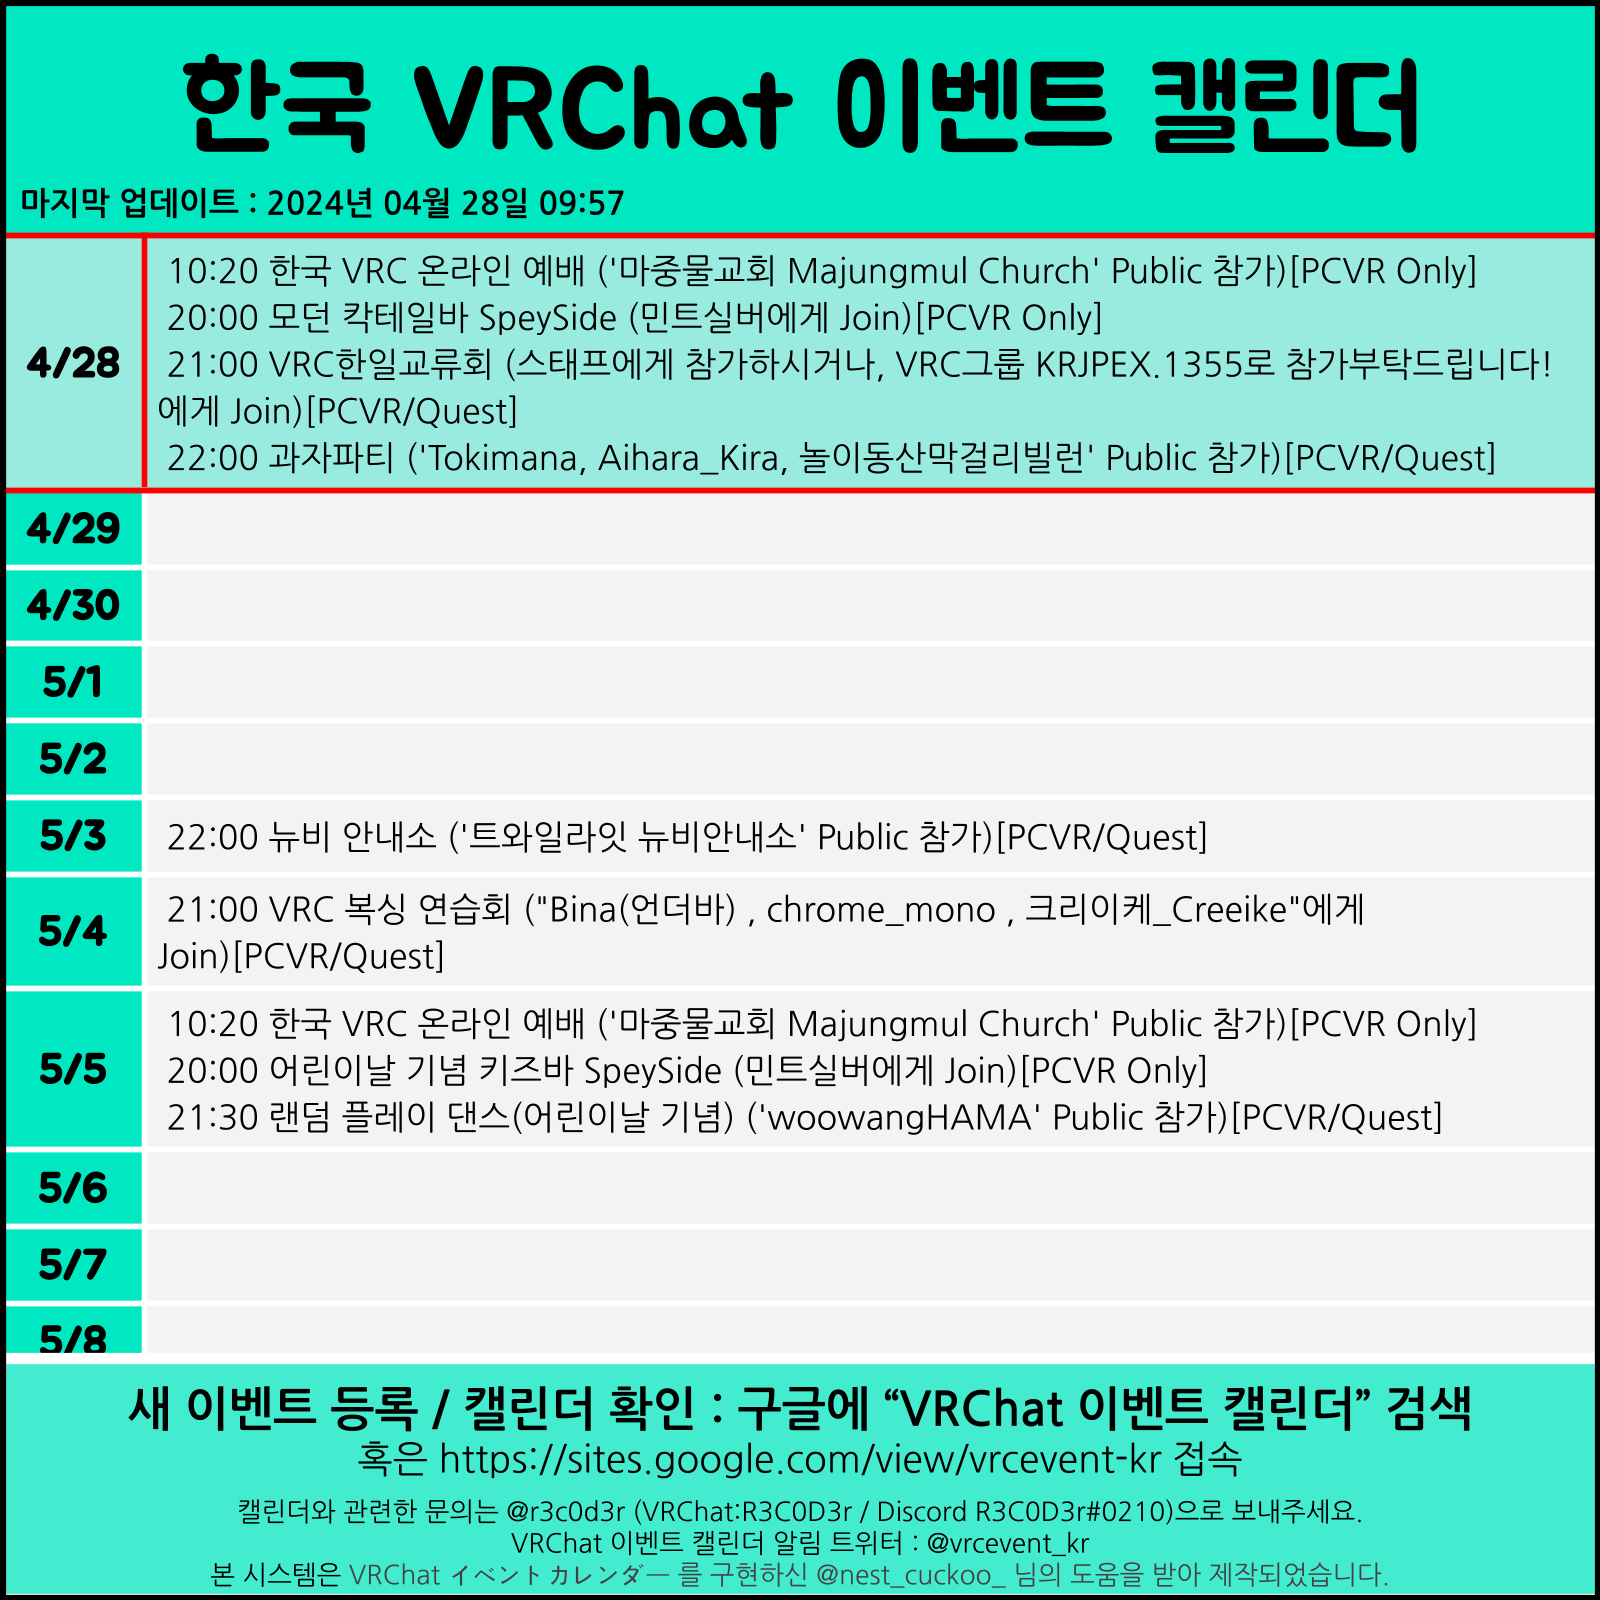 한국 VRChat 이벤트 캘린더
마지막 업데이트 : 2024년 04월 28일 09:57
4/28
10:20 한국 VRC 온라인 예배 ('마중물교회 Majungmul Church' Public 참가)[PCVR Only]
20:00 모던 칵테일바 SpeySide (민트실버에게 Join)[PCVR Only]
21:00 VRC한일교류회 (스태프에게 참가하시거나, VRC그룹 KRJPEX.1355로 참가부탁드립니다!
에게 Join)[PCVR/Quest]
22:00 과자파티 ('Tokimana, Aihara_Kira, 놀이동산막걸리빌런' Public 참가)[PCVR/Quest]
4/29
4/30
5/1
5/2
5/3
22:00 뉴비 안내소 ('트와일라잇 뉴비안내소' Public 참가)[PCVR/Quest]
5/4
21:00 VRC 복싱 연습회 ("Bina(언더바) , chrome_mono , 크리이케_Creeike"에게
Join)[PCVR/Quest]
5/5
10:20 한국 VRC 온라인 예배 ('마중물교회 Majungmul Church' Public 참가)[PCVR Only]
20:00 어린이날 기념 키즈바 SpeySide (민트실버에게 Join)[PCVR Only]
21:30 랜덤 플레이 댄스(어린이날 기념) ('woowangHAMA' Public 참가)[PCVR/Quest]
5/6
5/7
5/8
새 이벤트 등록 / 캘린더 확인 : 구글에 “VRChat 이벤트 캘린더” 검색
혹은 https://sites.google.com/view/vrcevent-kr 접속
캘린더와 관련한 문의는 @r3c0d3r (VRChat:R3C0D3r / Discord R3C0D3r#0210)으로 보내주세요.
VRChat 이벤트 캘린더 알림 트위터 : @vrcevent_kr
본 시스템은 VRChat イベントカレンダー 를 구현하신 @nest_cuckoo_ 님의 도움을 받아 제작되었습니다.